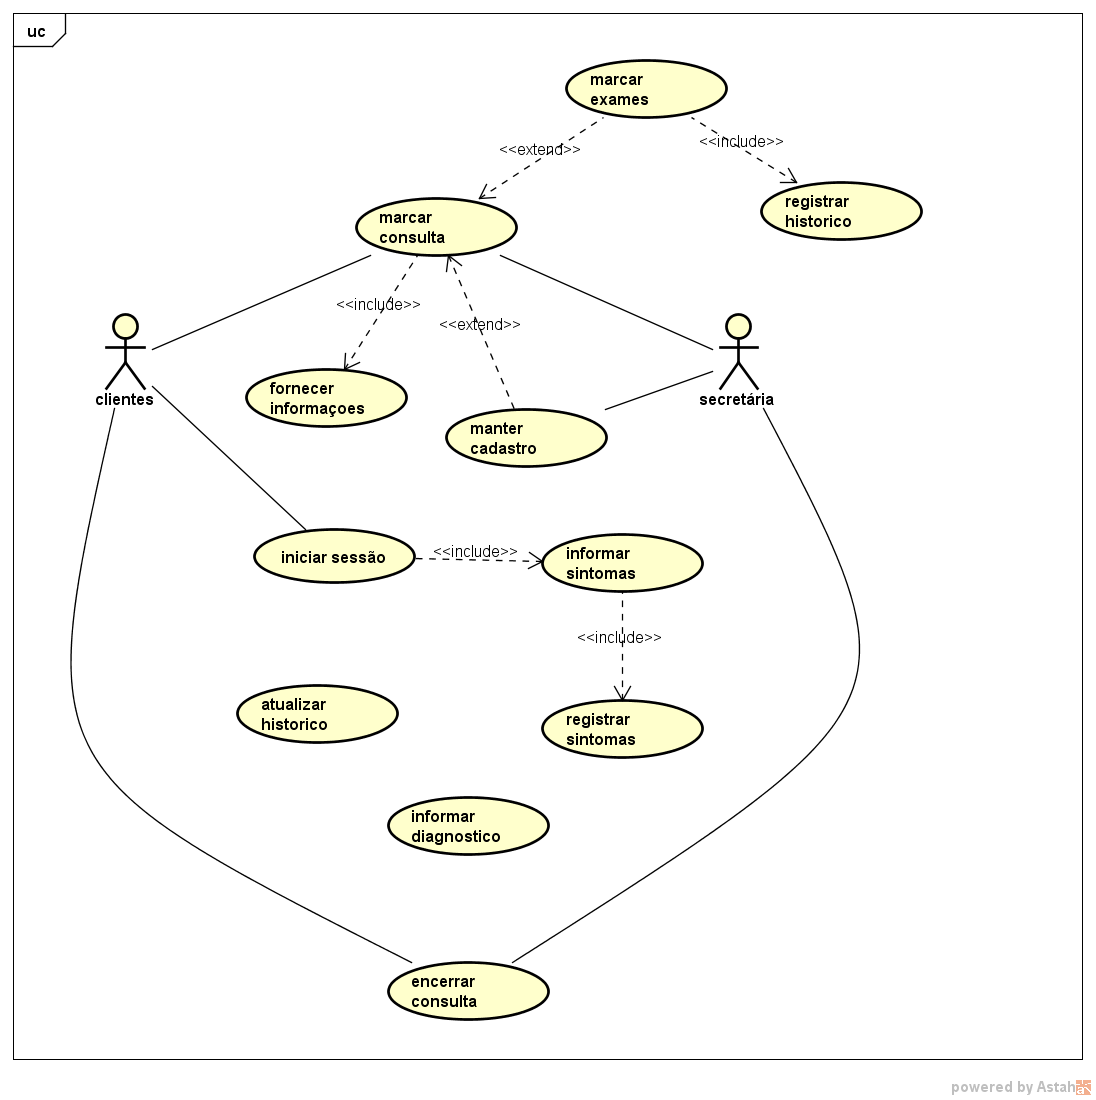 uc
marcar
exames
<<extend>>
<<include>>
registrar
historico
marcar
consulta
<<include>>
<<extend>>
clientes
secretária
fornecer
informaçoes
manter
cadastro
iniciar sessão
<<include>>
informar
sintomas
<<include>>
atualizar
historico
registrar
sintomas
informar
diagnostico
encerrar
consulta
powered by Astah